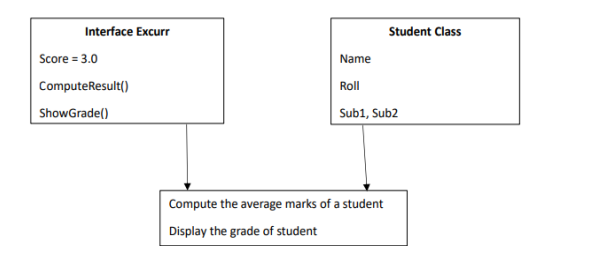 Interface Excurr
Score = 3.0
ComputeResult()
ShowGrade()
Student Class
Name
Roll
Sub1, Sub2
Compute the average marks of a student
Display the grade of student